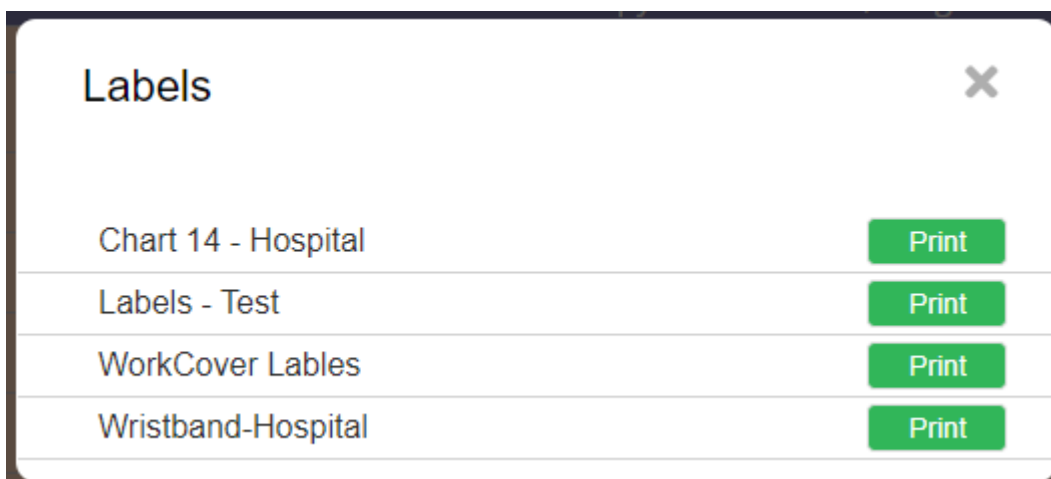 Labels
Chart 14 - Hospital Print
Labels - Test Print
WorkCover Lables Print
Wristband-Hospital Print